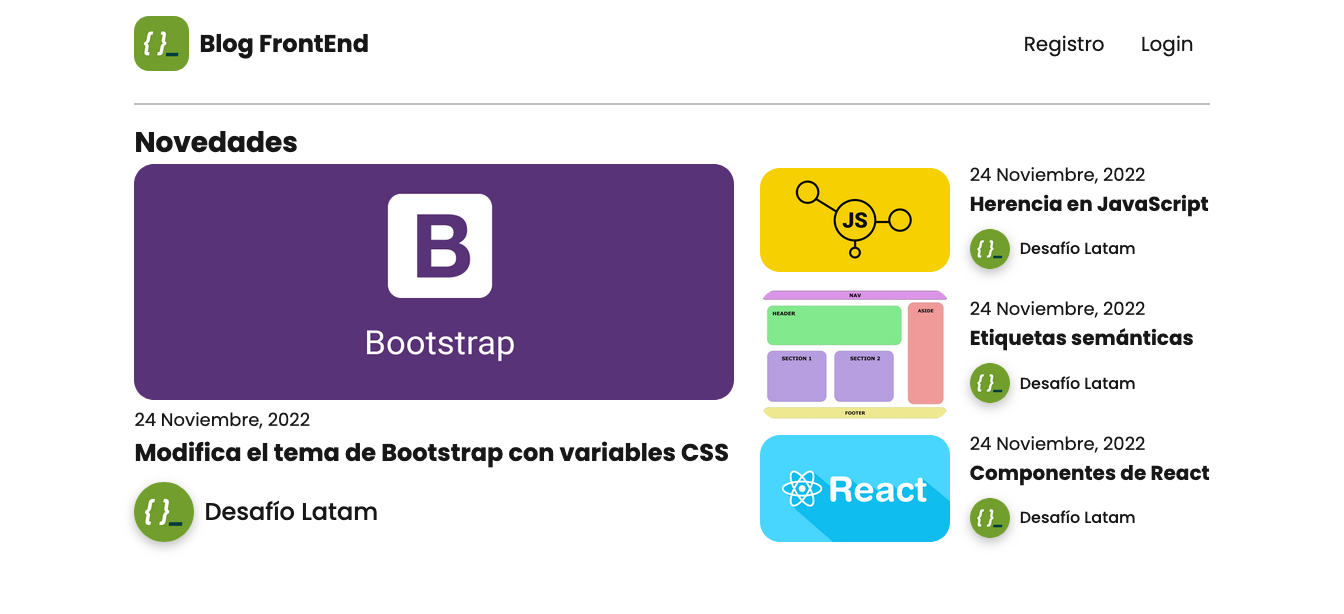 { }_ Blog FrontEnd
Registro
Login
Novedades
B
Bootstrap
24 Noviembre, 2022
Modifica el tema de Bootstrap con variables CSS
{ }_ Desafío Latam
JS
24 Noviembre, 2022
Herencia en JavaScript
{ }_ Desafío Latam
NAV
HEADER
ASIDE
SECTION 1
SECTION 2
FOOTER
24 Noviembre, 2022
Etiquetas semánticas
{ }_ Desafío Latam
React
24 Noviembre, 2022
Componentes de React
{ }_ Desafío Latam